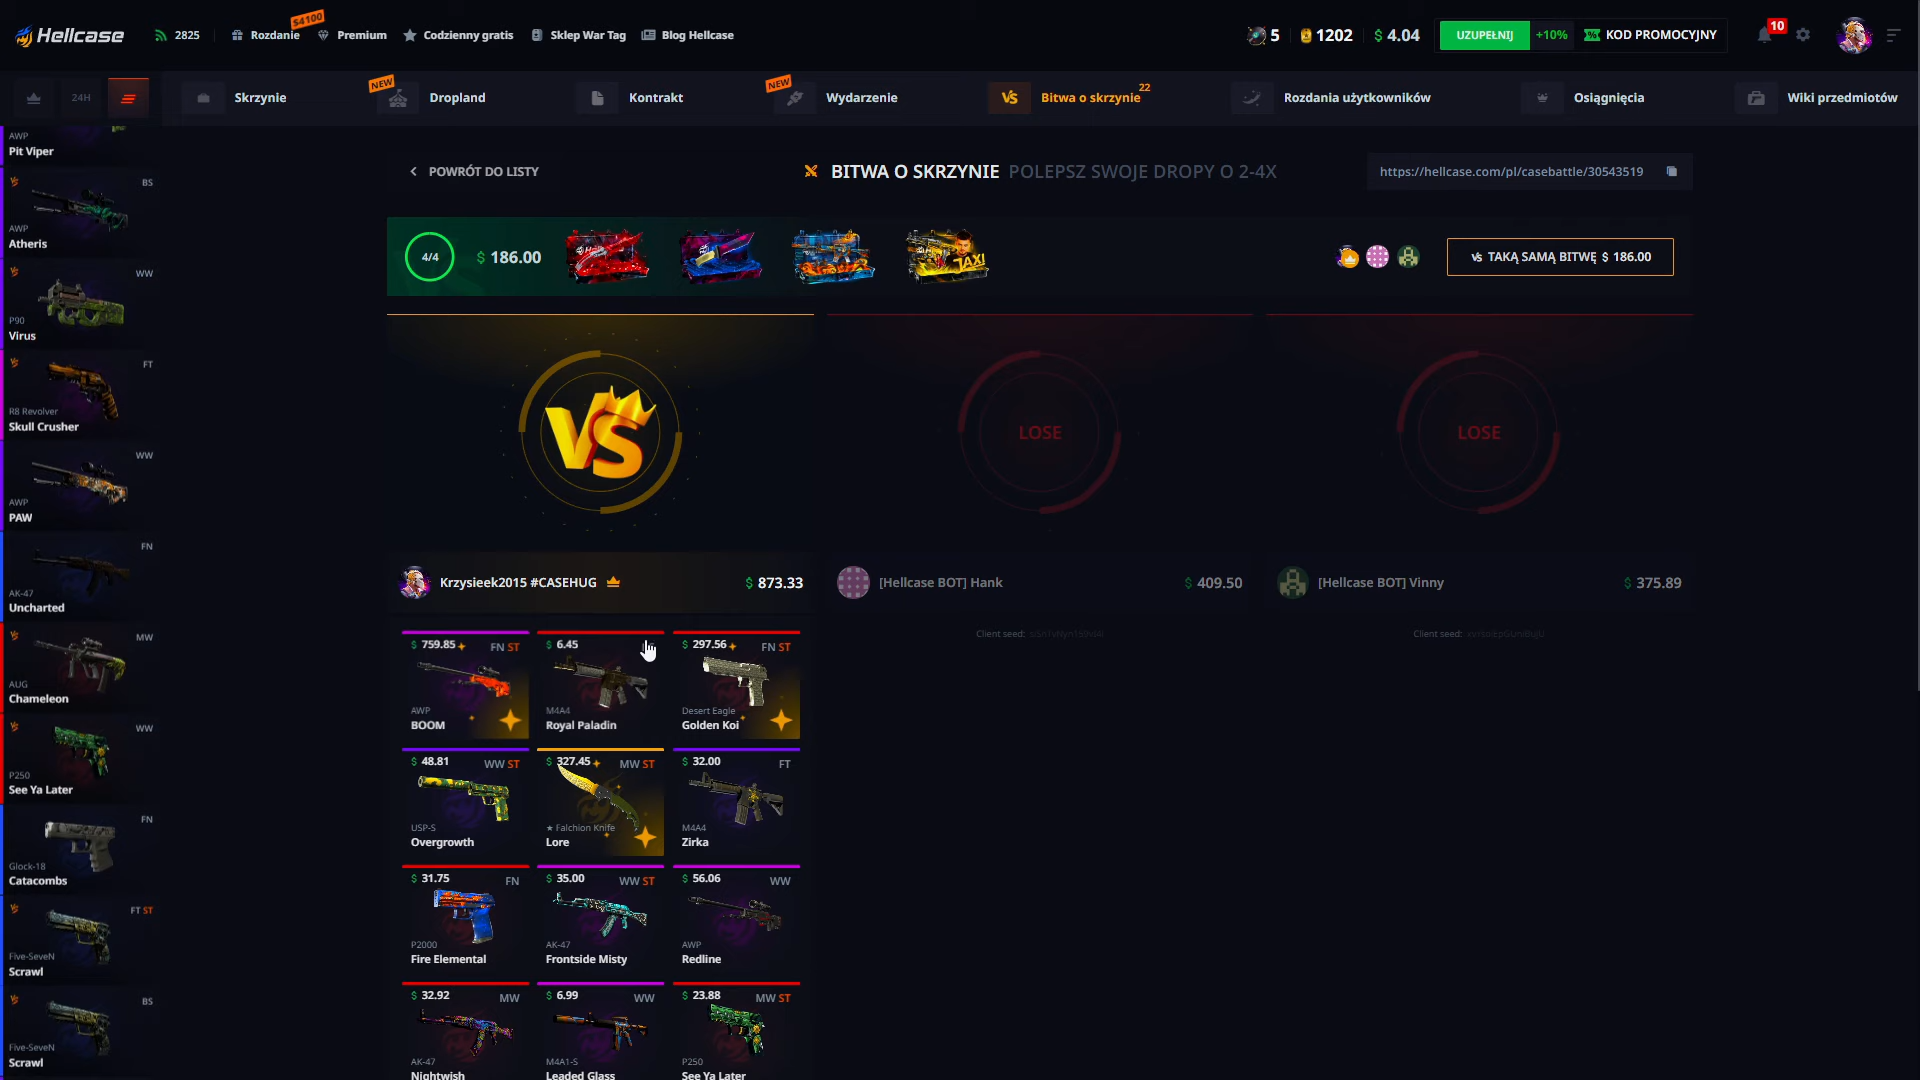 Hellcase
2825
Rozdanie
$4100
Premium
Codzienny gratis
Sklep War Tag
Blog Hellcase
5
1202
$ 4.04
UZUPEŁNIJ
+10%
KOD PROMOCYJNY
10
24H
Skrzynie
NEW
Dropland
Kontrakt
NEW
Wydarzenie
VS
Bitwa o skrzynie
22
Rozdania użytkowników
Osiągnięcia
Wiki przedmiotów
AWP
Pit Viper
BS
AWP
Atheris
WW
P90
Virus
FT
R8 Revolver
Skull Crusher
WW
AWP
PAW
FN
AK-47
Uncharted
MW
AUG
Chameleon
WW
P250
See Ya Later
FN
Glock-18
Catacombs
FT ST
Five-SeveN
Scrawl
BS
Five-SeveN
Scrawl
POWRÓT DO LISTY
BITWA O SKRZYNIE POLEPSZ SWOJE DROPY O 2-4X
https://hellcase.com/pl/casebattle/30543519
4/4
$ 186.00
TAXI
VS TAKĄ SAMĄ BITWĘ $ 186.00
VS
LOSE
LOSE
Krzysieek2015 #CASEHUG
$ 873.33
[Hellcase BOT] Hank
$ 409.50
[Hellcase BOT] Vinny
$ 375.89
Client seed:
Client seed:
$ 759.85
FN ST
AWP
BOOM
$ 6.45
M4A4
Royal Paladin
$ 297.56
FN ST
Desert Eagle
Golden Koi
$ 48.81
WW ST
USP-S
Overgrowth
$ 327.45
MW ST
★ Falchion Knife
Lore
$ 32.00
FT
M4A4
Zirka
$ 31.75
FN
P2000
Fire Elemental
$ 35.00
WW ST
AK-47
Frontside Misty
$ 56.06
WW
AWP
Redline
$ 32.92
MW
AK-47
Nightwish
$ 6.99
WW
M4A1-S
Leaded Glass
$ 23.88
MW ST
P250
See Ya Later